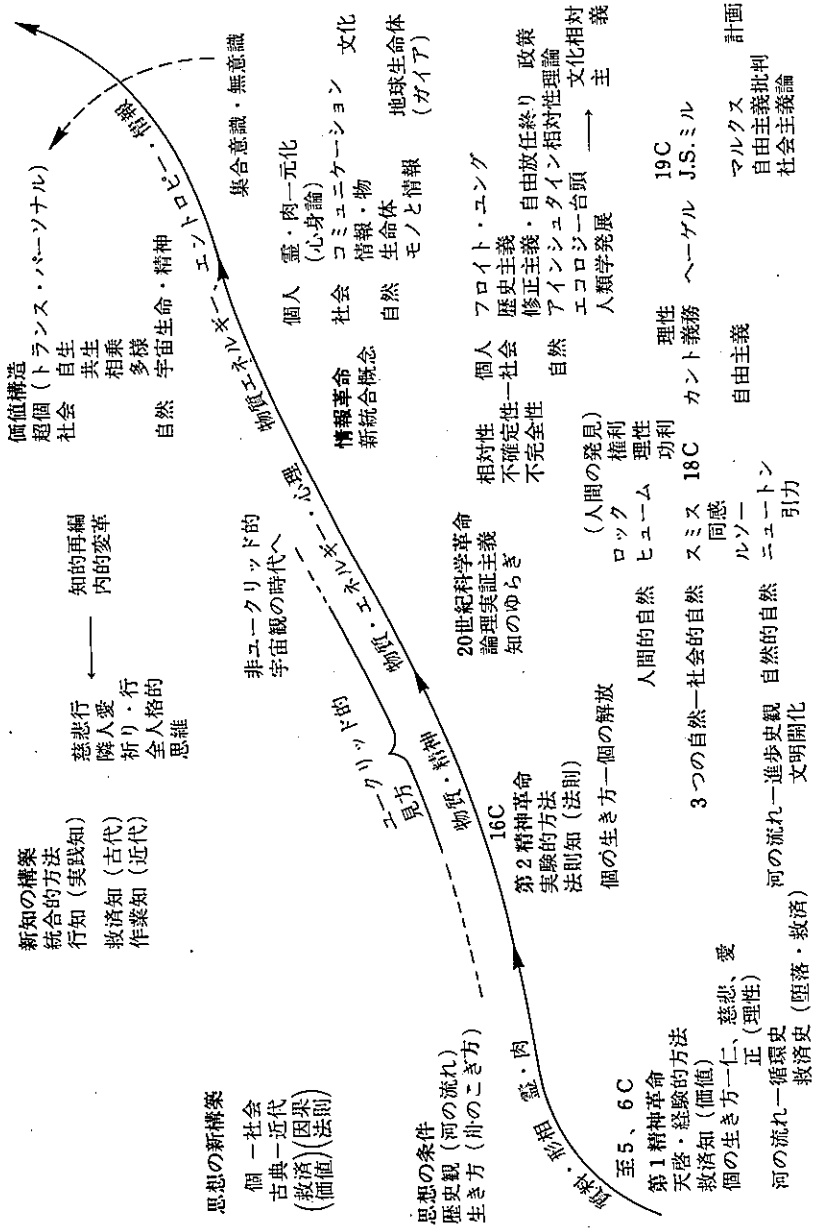 新知の構築
統合的方法
行知（実践知）
救済知（古代）
作業知（近代）
慈悲行
隣人愛
祈り・行
全人格的
思維
知的再編
内的変革
価値構造
超個（トランス・パーソナル）
社会　自生
共生
相乗
多様
自然　宇宙生命・精神
思想の新構築
個－社会
古典－近代
（救済）（因果）
（価値）（法則）
ユークリッド的
見方
非ユークリッド的
宇宙観の時代へ
情報革命
新統合概念
個人　霊・肉一元化
（心身論）
社会　コミュニケーション　文化
情報・物
自然　生命体　地球生命体
モノと情報　（ガイア）
集合意識・無意識
思想の条件
歴史観（河の流れ）
生き方（舟のこぎ方）
質料・形相　霊・肉
物質・精神
物質・エネルギー・心理
物質エネルギー、エントロピー・情報
至5、6C
第1精神革命
天啓・経験的方法
救済知（価値）
個の生き方－仁、慈悲、愛
正（理性）
河の流れ－循環史
救済史（堕落・救済）
16C
第2精神革命
実験的方法
法則知（法則）
個の生き方－個の解放
3つの自然－社会的自然
人間的自然
自然的自然
河の流れ－進歩史観
文明開化
20世紀科学革命
論理実証主義
知のゆらぎ
相対性　個人　フロイト・ユング
不確定性－社会　歴史主義
不完全性　修正主義・自由放任終り　政策
自然　アインシュタイン相対性理論
エコロジー台頭　→　文化相対
人類学発展　主義
（人間の発見）
ロック　権利
ヒューム　理性
功利
スミス　18C
同感
ルソー
ニュートン
引力
理性　19C
カント義務　ヘーゲル　J.S.ミル
自由主義
マルクス　計画
自由主義批判
社会主義論